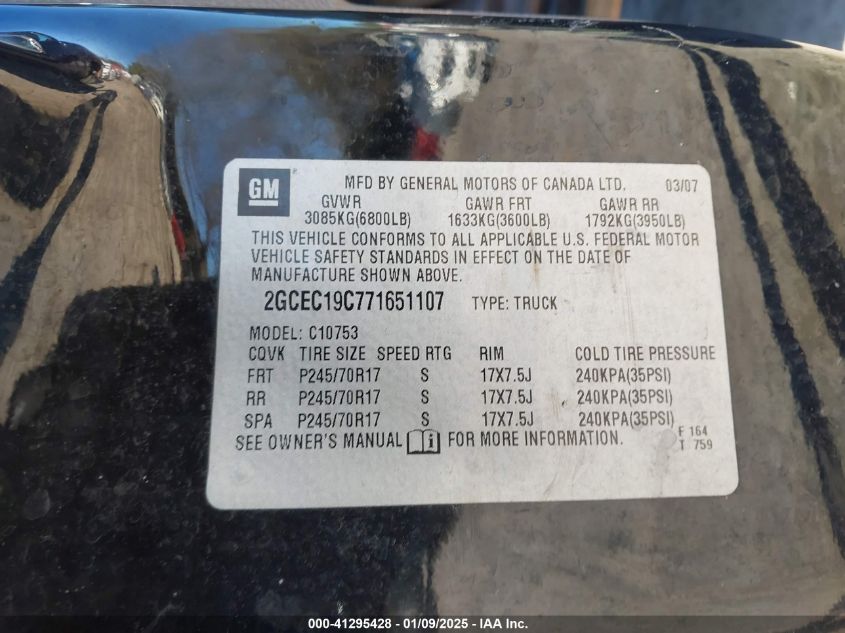 GM
MFD BY GENERAL MOTORS OF CANADA LTD. 03/07
GVWR GAWR FRT GAWR RR
3085KG(6800LB) 1633KG(3600LB) 1792KG(3950LB)
THIS VEHICLE CONFORMS TO ALL APPLICABLE U.S. FEDERAL MOTOR
VEHICLE SAFETY STANDARDS IN EFFECT ON THE DATE OF
MANUFACTURE SHOWN ABOVE.
2GCEC19C771651107 TYPE: TRUCK
MODEL: C10753
CQVK TIRE SIZE SPEED RTG RIM COLD TIRE PRESSURE
FRT P245/70R17 S 17X7.5J 240KPA(35PSI)
RR P245/70R17 S 17X7.5J 240KPA(35PSI)
SPA P245/70R17 S 17X7.5J 240KPA(35PSI)
SEE OWNER'S MANUAL i FOR MORE INFORMATION.
F 164
T 759
000-41295428 - 01/09/2025 - IAA Inc.